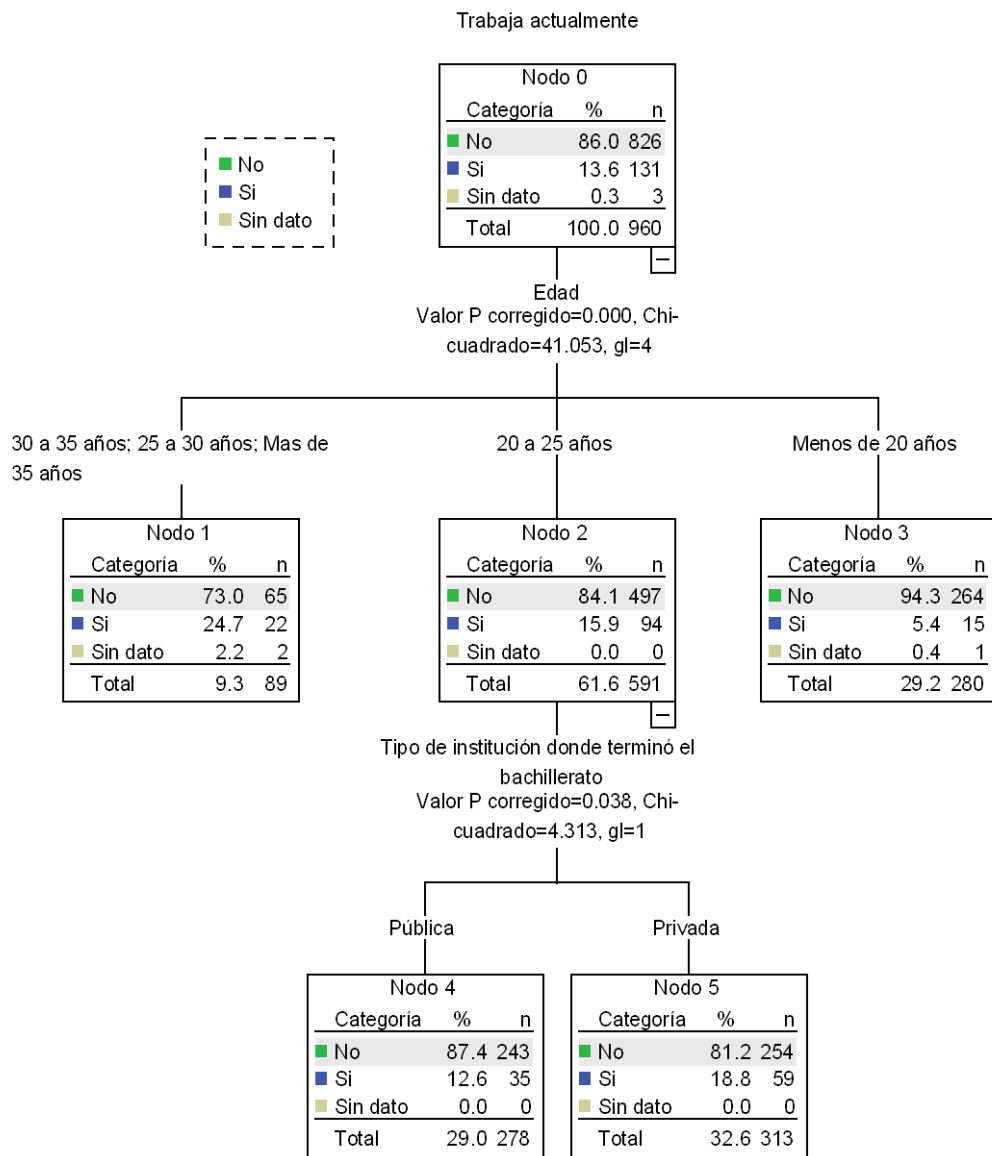 Trabaja actualmente
Nodo 0
Categoría % n
No 86.0 826
Si 13.6 131
Sin dato 0.3 3
Total 100.0 960
No
Si
Sin dato
Edad
Valor P corregido=0.000, Chi-
cuadrado=41.053, gl=4
30 a 35 años; 25 a 30 años; Mas de
35 años
20 a 25 años
Menos de 20 años
Nodo 1
Categoría % n
No 73.0 65
Si 24.7 22
Sin dato 2.2 2
Total 9.3 89
Nodo 2
Categoría % n
No 84.1 497
Si 15.9 94
Sin dato 0.0 0
Total 61.6 591
Nodo 3
Categoría % n
No 94.3 264
Si 5.4 15
Sin dato 0.4 1
Total 29.2 280
Tipo de institución donde terminó el
bachillerato
Valor P corregido=0.038, Chi-
cuadrado=4.313, gl=1
Pública
Privada
Nodo 4
Categoría % n
No 87.4 243
Si 12.6 35
Sin dato 0.0 0
Total 29.0 278
Nodo 5
Categoría % n
No 81.2 254
Si 18.8 59
Sin dato 0.0 0
Total 32.6 313